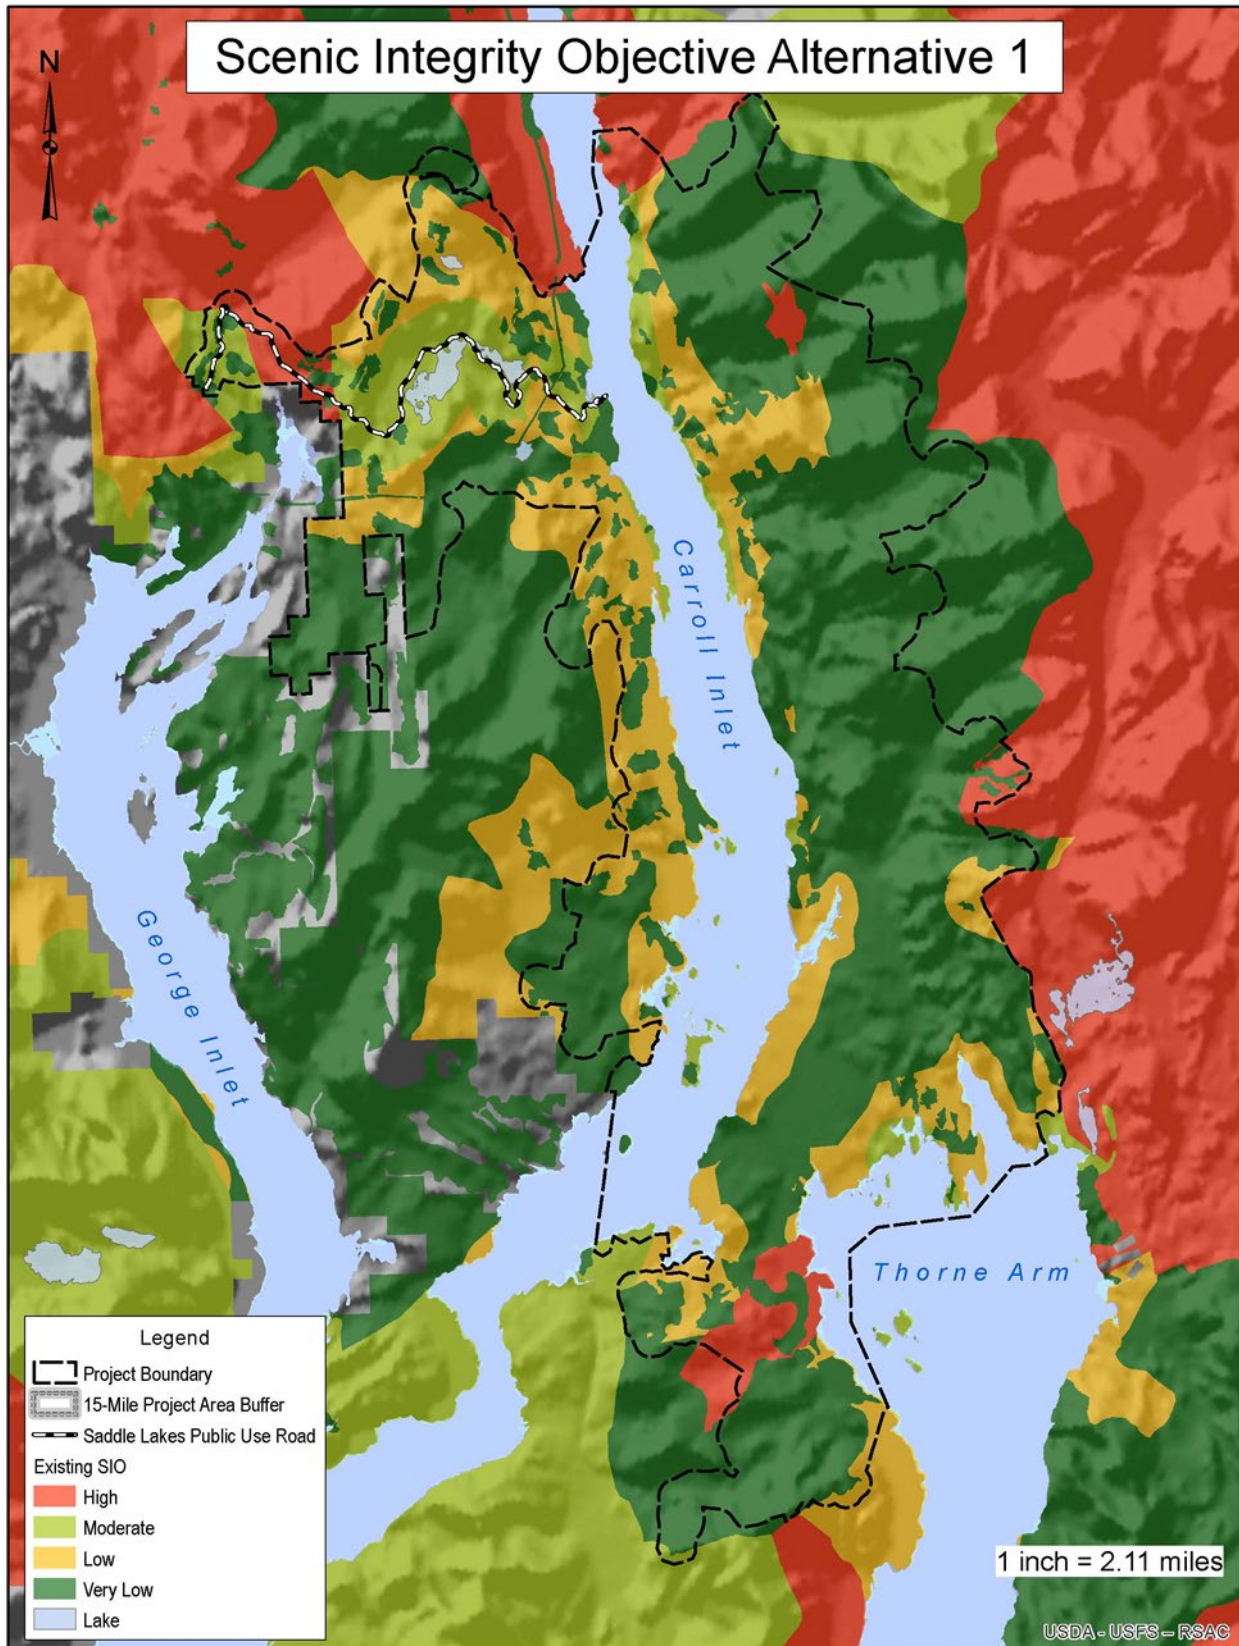 Scenic Integrity Objective Alternative 1
N
Carroll Inlet
George Inlet
Thorne Arm
Legend
Project Boundary
15-Mile Project Area Buffer
Saddle Lakes Public Use Road
Existing SIO
High
Moderate
Low
Very Low
Lake
1 inch = 2.11 miles
USDA - USFS – RSAC